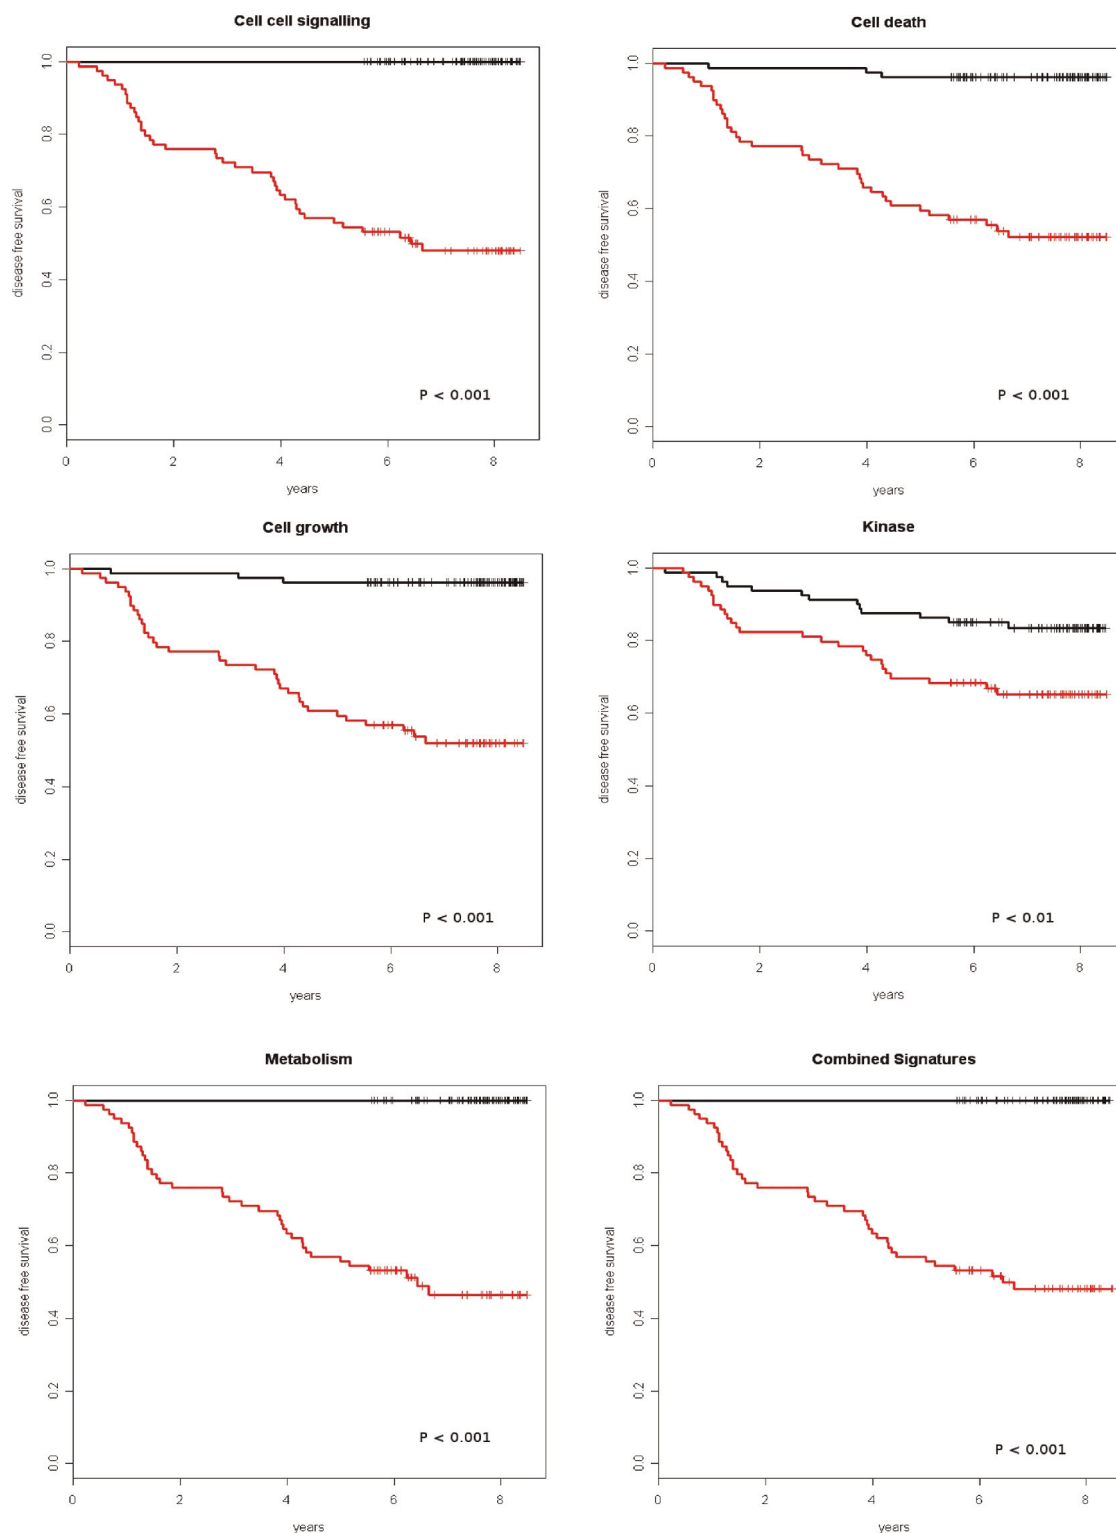 Cell cell signalling
disease free survival
1.0
0.8
0.6
0.4
0.2
0.0
P < 0.001
0 2 4 6 8
years
Cell death
disease free survival
1.0
0.8
0.6
0.4
0.2
0.0
P < 0.001
0 2 4 6 8
years
Cell growth
disease free survival
1.0
0.8
0.6
0.4
0.2
0.0
P < 0.001
0 2 4 6 8
years
Kinase
disease free survival
1.0
0.8
0.6
0.4
0.2
0.0
P < 0.01
0 2 4 6 8
years
Metabolism
disease free survival
1.0
0.8
0.6
0.4
0.2
0.0
P < 0.001
0 2 4 6 8
years
Combined Signatures
disease free survival
1.0
0.8
0.6
0.4
0.2
0.0
P < 0.001
0 2 4 6 8
years